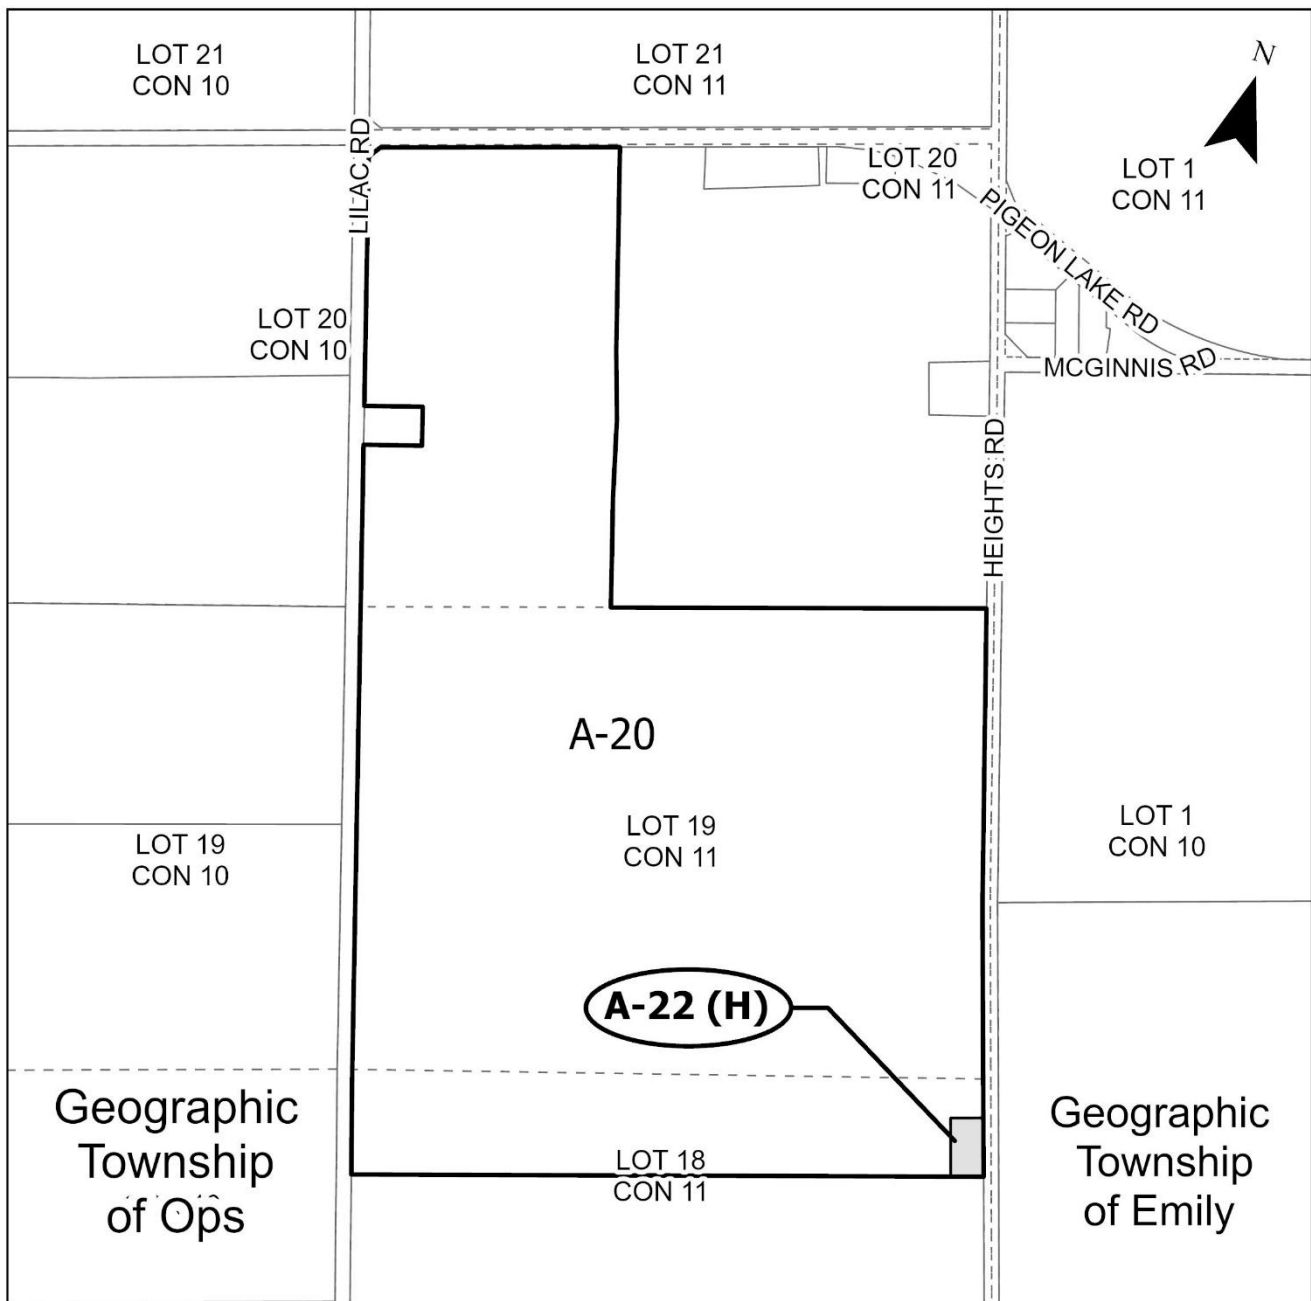 LOT 21
CON 10
LOT 21
CON 11
N
LILAC RD
LOT 20
CON 11
LOT 1
CON 11
PIGEON LAKE RD
LOT 20
CON 10
MCGINNIS RD
HEIGHTS RD
A-20
LOT 19
CON 11
LOT 19
CON 10
LOT 1
CON 10
A-22 (H)
Geographic
Township
of Ops
LOT 18
CON 11
Geographic
Township
of Emily